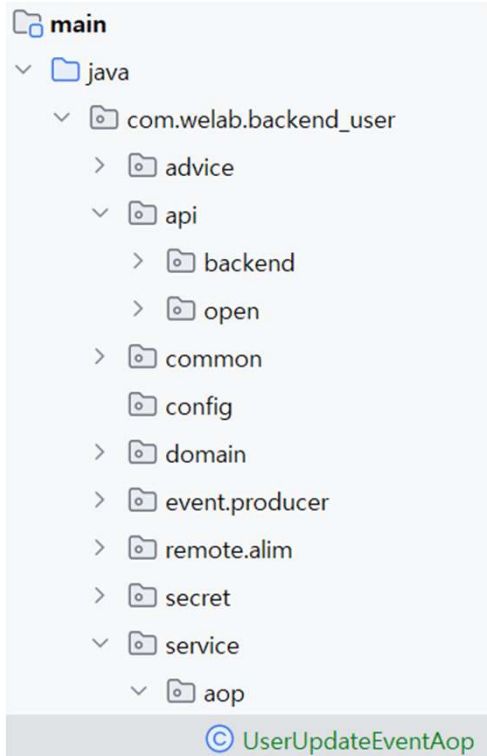 main
java
com.welab.backend_user
advice
api
backend
open
common
config
domain
event.producer
remote.alim
secret
service
aop
UserUpdateEventAop